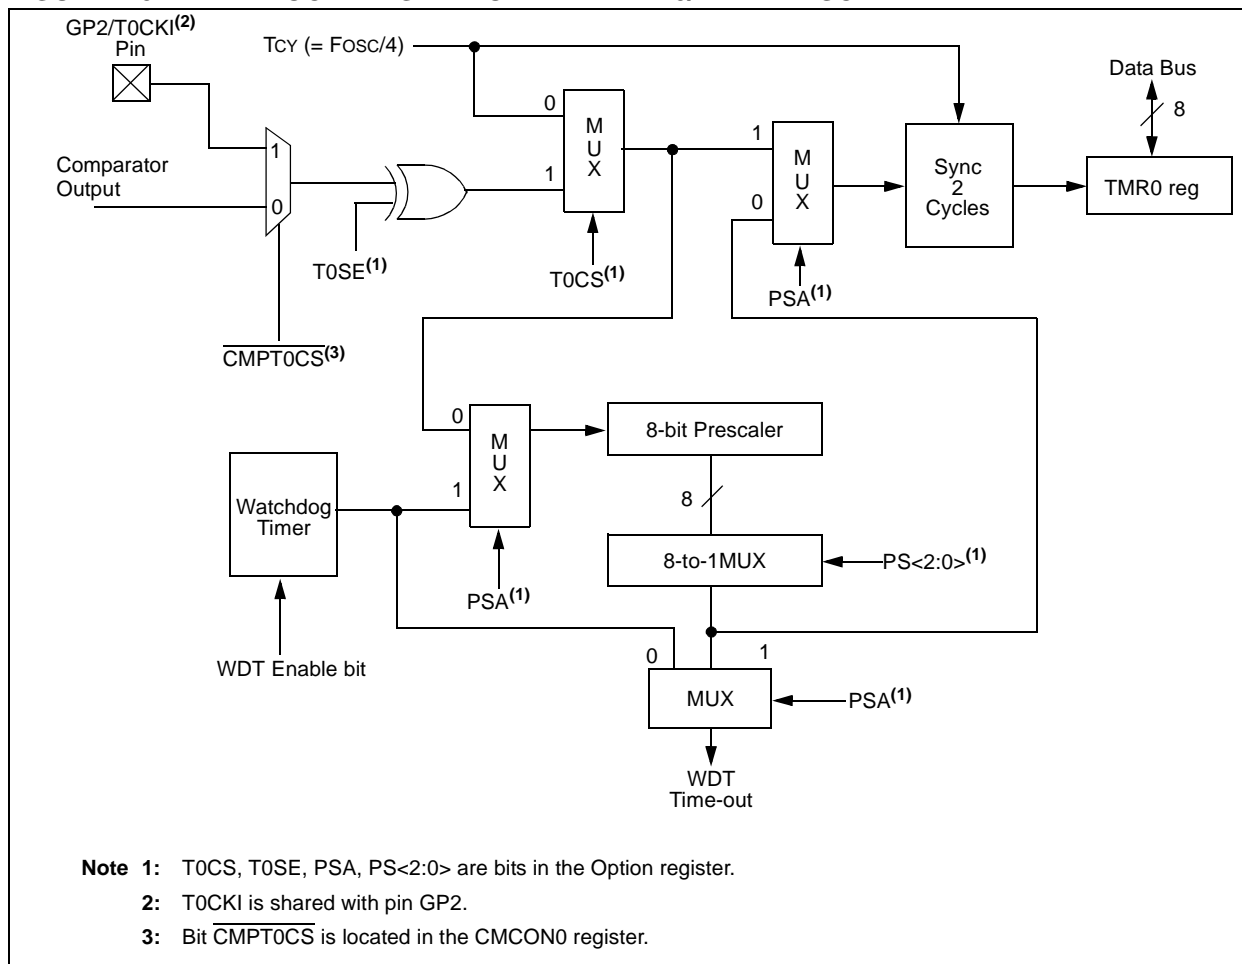 GP2/T0CKI(2)
Pin
TCY (= FOSC/4)
Data Bus
8
0
M
U
X
1
1
M
U
X
0
Sync
2
Cycles
TMR0 reg
Comparator
Output
1
0
T0SE(1)
T0CS(1)
PSA(1)
CMPT0CS(3)
0
M
U
X
1
8-bit Prescaler
8
Watchdog
Timer
8-to-1MUX
PS<2:0>(1)
PSA(1)
WDT Enable bit
0
1
MUX
PSA(1)
WDT
Time-out
Note 1: T0CS, T0SE, PSA, PS<2:0> are bits in the Option register.
2: T0CKI is shared with pin GP2.
3: Bit CMPT0CS is located in the CMCON0 register.